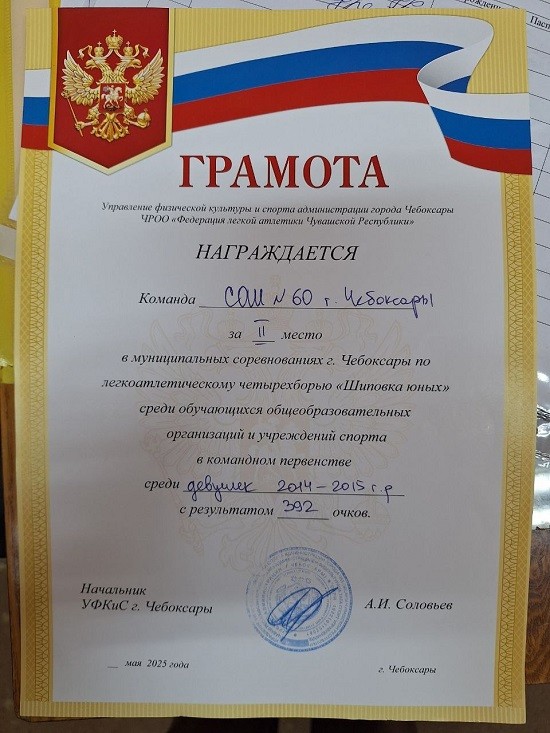 ГРАМОТА
Управление физической культуры и спорта администрации города Чебоксары
ЧРОО «Федерация легкой атлетики Чувашской Республики»
НАГРАЖДАЕТСЯ
Команда СОШ № 60 г. Чебоксары
за II место
в муниципальных соревнованиях г. Чебоксары по
легкоатлетическому четырехборью «Шиповка юных»
среди обучающихся общеобразовательных
организаций и учреждений спорта
в командном первенстве
среди девушек 2014-2015 г.р
с результатом 392 очков.
Начальник
УФКиС г. Чебоксары
А.И. Соловьев
__ мая 2025 года
г. Чебоксары